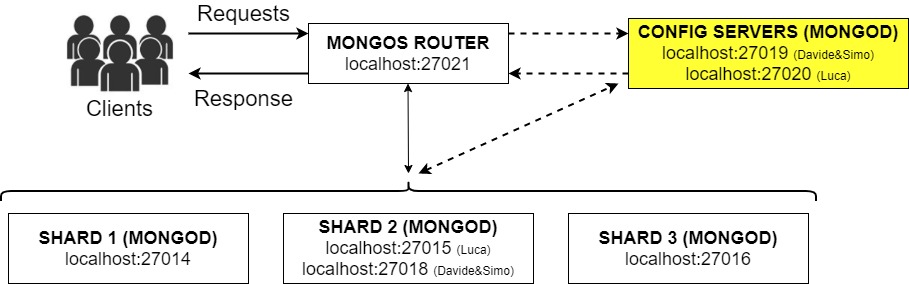 Requests
Response
Clients
MONGOS ROUTER
localhost:27021
CONFIG SERVERS (MONGOD)
localhost:27019 (Davide&Simo)
localhost:27020 (Luca)
SHARD 1 (MONGOD)
localhost:27014
SHARD 2 (MONGOD)
localhost:27015 (Luca)
localhost:27018 (Davide&Simo)
SHARD 3 (MONGOD)
localhost:27016